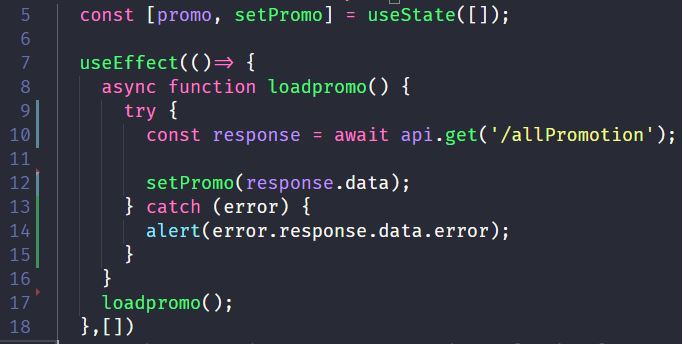 5 const [promo, setPromo] = useState([]);
6
7 useEffect(()=> {
8 async function loadpromo() {
9 try {
10 const response = await api.get('/allPromotion');
11
12 setPromo(response.data);
13 } catch (error) {
14 alert(error.response.data.error);
15 }
16 }
17 loadpromo();
18 },[])